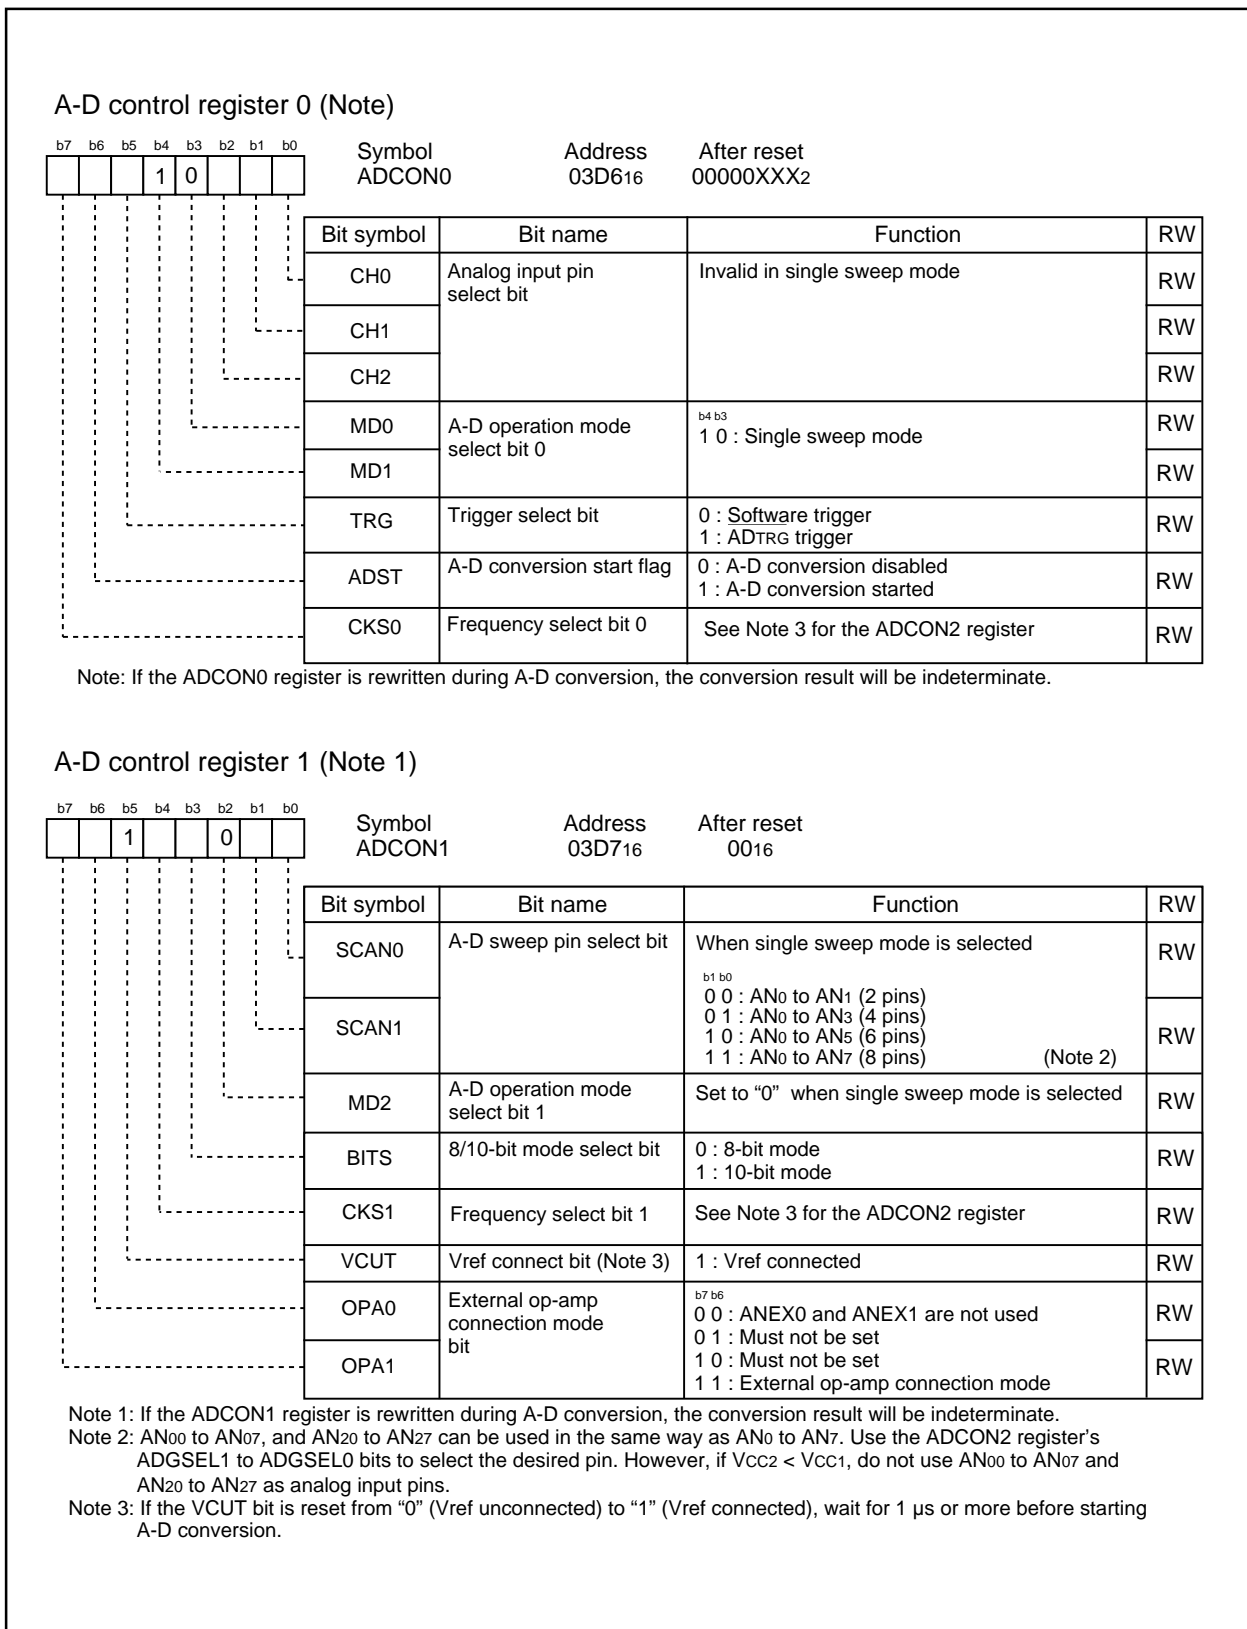 A-D control register 0 (Note)
b7 b6 b5 b4 b3 b2 b1 b0
1 0
Symbol Address After reset
ADCON0 03D616 00000XXX2
Bit symbol Bit name Function RW
CH0 Analog input pin select bit Invalid in single sweep mode RW
CH1 RW
CH2 RW
MD0 A-D operation mode select bit 0 b4 b3 RW
1 0 : Single sweep mode
MD1 RW
TRG Trigger select bit 0 : Software trigger RW
1 : ADTRG trigger
ADST A-D conversion start flag 0 : A-D conversion disabled RW
1 : A-D conversion started
CKS0 Frequency select bit 0 See Note 3 for the ADCON2 register RW
Note: If the ADCON0 register is rewritten during A-D conversion, the conversion result will be indeterminate.
A-D control register 1 (Note 1)
b7 b6 b5 b4 b3 b2 b1 b0
1 0
Symbol Address After reset
ADCON1 03D716 0016
Bit symbol Bit name Function RW
SCAN0 A-D sweep pin select bit When single sweep mode is selected RW
b1 b0
0 0 : AN0 to AN1 (2 pins)
0 1 : AN0 to AN3 (4 pins)
SCAN1 1 0 : AN0 to AN5 (6 pins) RW
1 1 : AN0 to AN7 (8 pins) (Note 2)
MD2 A-D operation mode select bit 1 Set to “0” when single sweep mode is selected RW
BITS 8/10-bit mode select bit 0 : 8-bit mode RW
1 : 10-bit mode
CKS1 Frequency select bit 1 See Note 3 for the ADCON2 register RW
VCUT Vref connect bit (Note 3) 1 : Vref connected RW
OPA0 External op-amp connection mode bit b7 b6 RW
0 0 : ANEX0 and ANEX1 are not used
0 1 : Must not be set
OPA1 1 0 : Must not be set RW
1 1 : External op-amp connection mode
Note 1: If the ADCON1 register is rewritten during A-D conversion, the conversion result will be indeterminate.
Note 2: AN00 to AN07, and AN20 to AN27 can be used in the same way as AN0 to AN7. Use the ADCON2 register’s
ADGSEL1 to ADGSEL0 bits to select the desired pin. However, if VCC2 < VCC1, do not use AN00 to AN07 and
AN20 to AN27 as analog input pins.
Note 3: If the VCUT bit is reset from “0” (Vref unconnected) to “1” (Vref connected), wait for 1 µs or more before starting
A-D conversion.